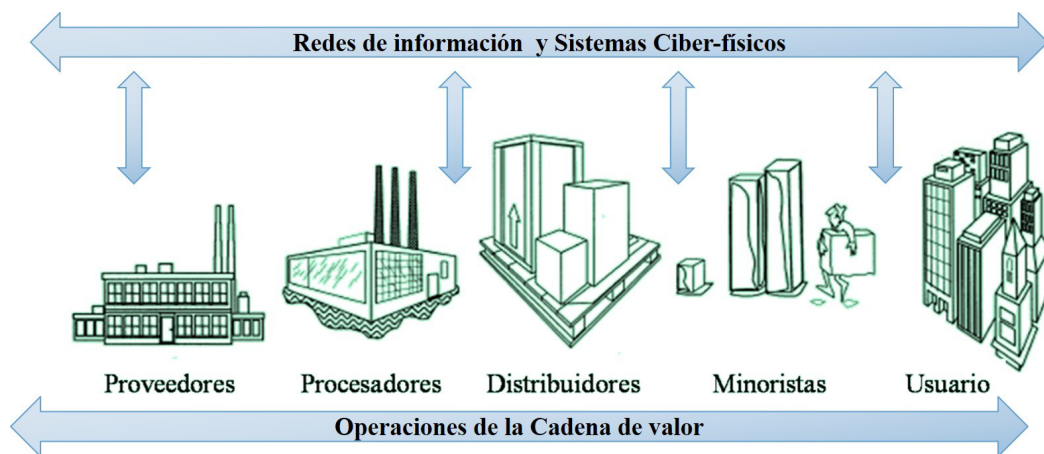 Redes de información y Sistemas Ciber-físicos
Proveedores Procesadores Distribuidores Minoristas Usuario
Operaciones de la Cadena de valor